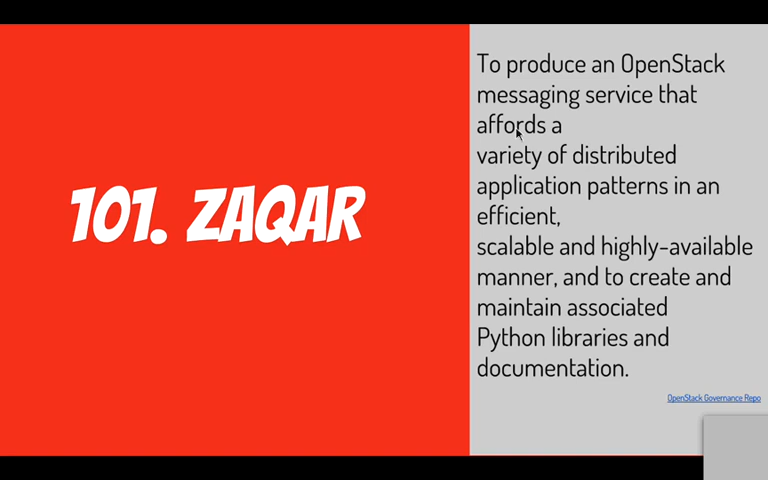 101. ZAQAR
To produce an OpenStack
messaging service that
affords a
variety of distributed
application patterns in an
efficient,
scalable and highly-available
manner, and to create and
maintain associated
Python libraries and
documentation.
OpenStack Governance Repo